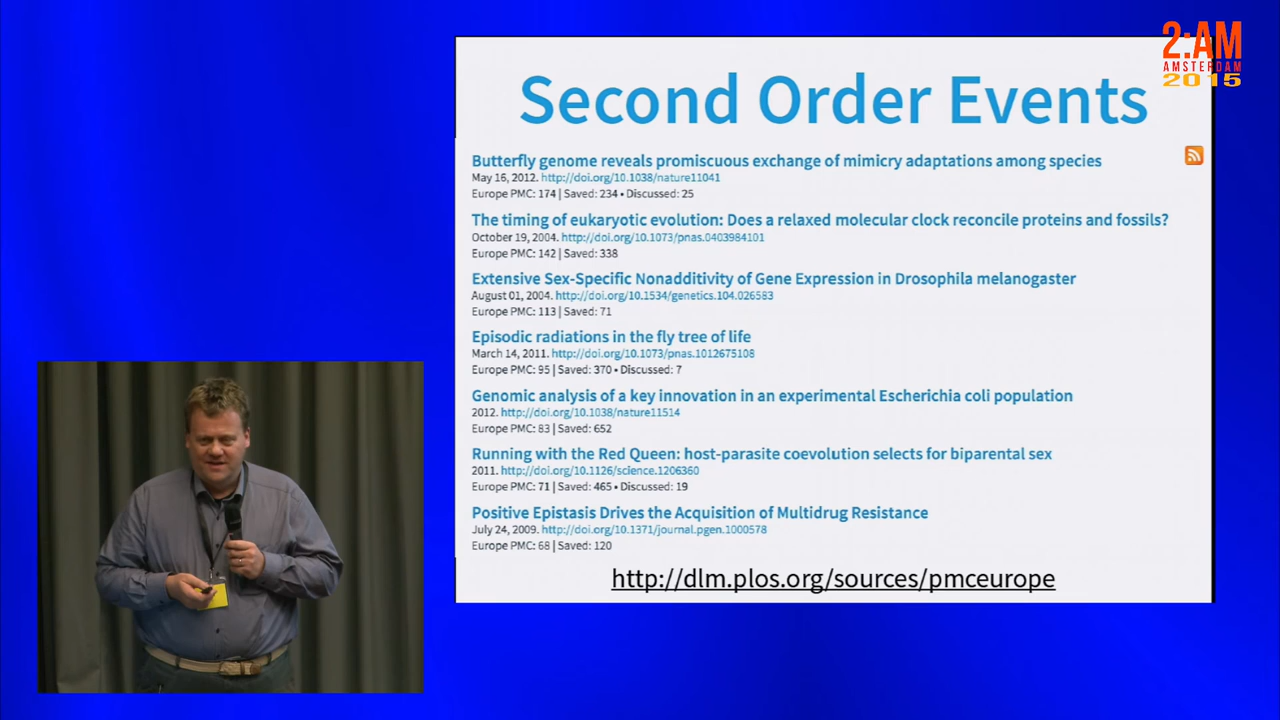 2:AM
AMSTERDAM
2015
Second Order Events
Butterfly genome reveals promiscuous exchange of mimicry adaptations among species
May 16, 2012. http://doi.org/10.1038/nature11041
Europe PMC: 174 | Saved: 234 • Discussed: 25
The timing of eukaryotic evolution: Does a relaxed molecular clock reconcile proteins and fossils?
October 19, 2004. http://doi.org/10.1073/pnas.0403984101
Europe PMC: 142 | Saved: 338
Extensive Sex-Specific Nonadditivity of Gene Expression in Drosophila melanogaster
August 01, 2004. http://doi.org/10.1534/genetics.104.026583
Europe PMC: 113 | Saved: 71
Episodic radiations in the fly tree of life
March 14, 2011. http://doi.org/10.1073/pnas.1012675108
Europe PMC: 95 | Saved: 370 • Discussed: 7
Genomic analysis of a key innovation in an experimental Escherichia coli population
2012. http://doi.org/10.1038/nature11514
Europe PMC: 83 | Saved: 652
Running with the Red Queen: host-parasite coevolution selects for biparental sex
2011. http://doi.org/10.1126/science.1206360
Europe PMC: 71 | Saved: 465 • Discussed: 19
Positive Epistasis Drives the Acquisition of Multidrug Resistance
July 24, 2009. http://doi.org/10.1371/journal.pgen.1000578
Europe PMC: 68 | Saved: 120
http://dlm.plos.org/sources/pmceurope